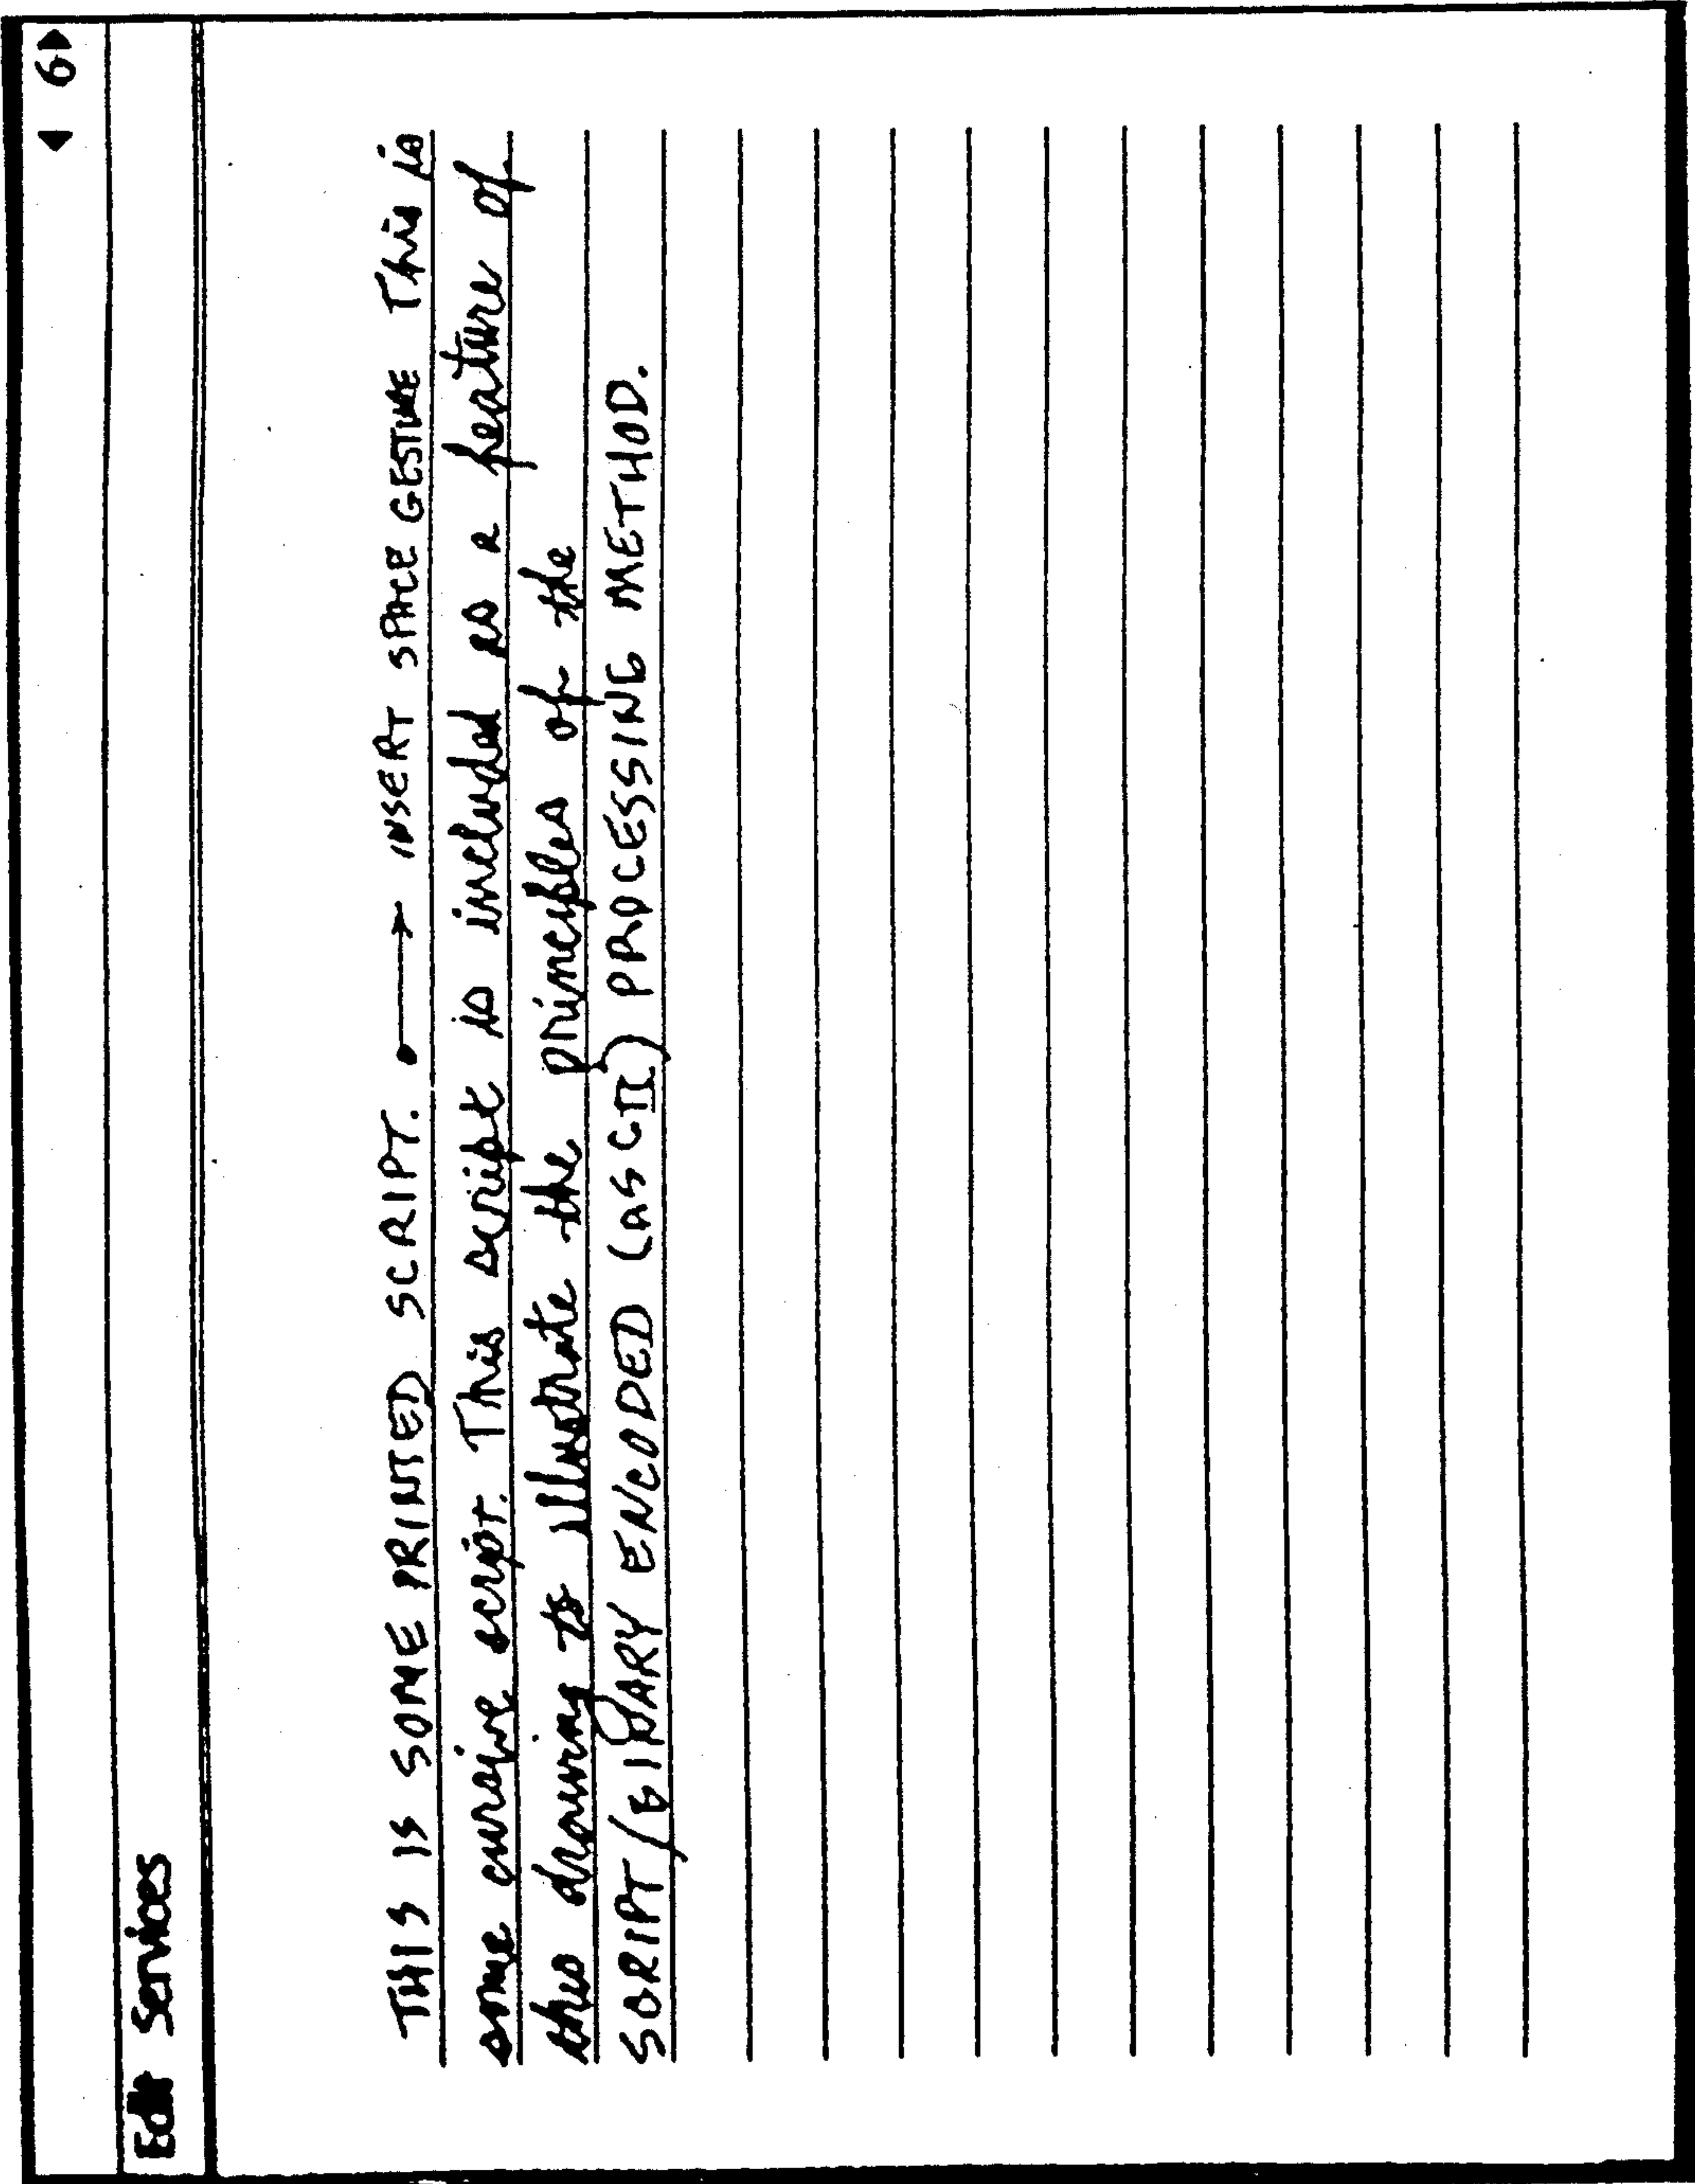 ◀ 6 ▶
Edit Services
THIS IS SOME PRINTED SCRIPT. •→ INSERT SPACE GESTURE This is
some cursive script. This script is included as a feature of
this drawing to illustrate the principles of the
SCRIPT/(BINARY ENCODED (ASCII) PROCESSING METHOD.